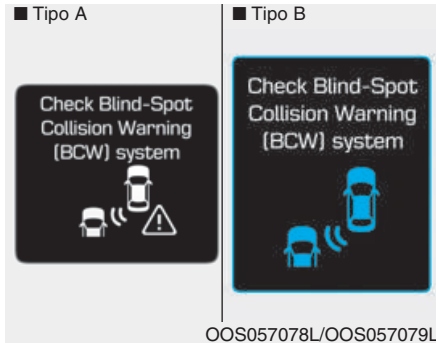 ■ Tipo A
Check Blind-Spot
Collision Warning
(BCW) system
■ Tipo B
Check Blind-Spot
Collision Warning
(BCW) system
OOS057078L/OOS057079L